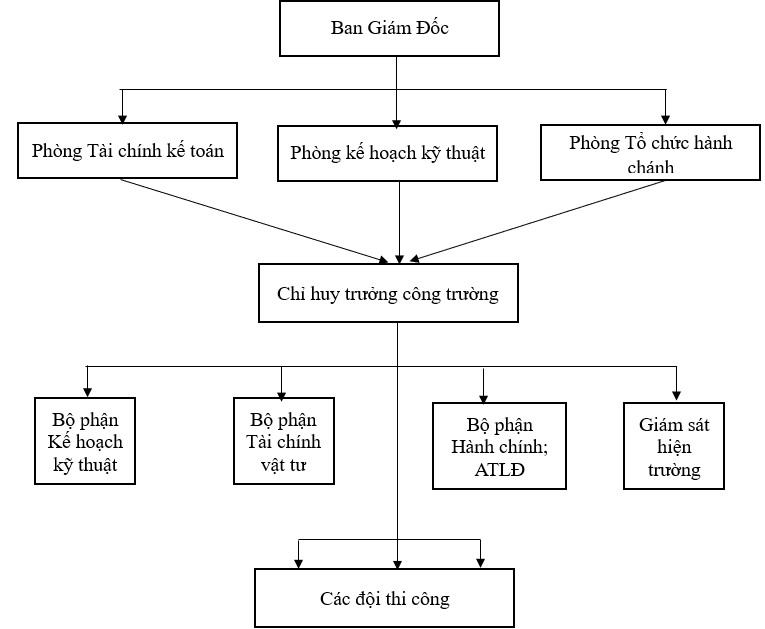 Ban Giám Đốc
Phòng Tài chính kế toán
Phòng kế hoạch kỹ thuật
Phòng Tổ chức hành
chánh
Chỉ huy trưởng công trường
Bộ phận
Kế hoạch
kỹ thuật
Bộ phận
Tài chính
vật tư
Bộ phận
Hành chính;
ATLĐ
Giám sát
hiện
trường
Các đội thi công